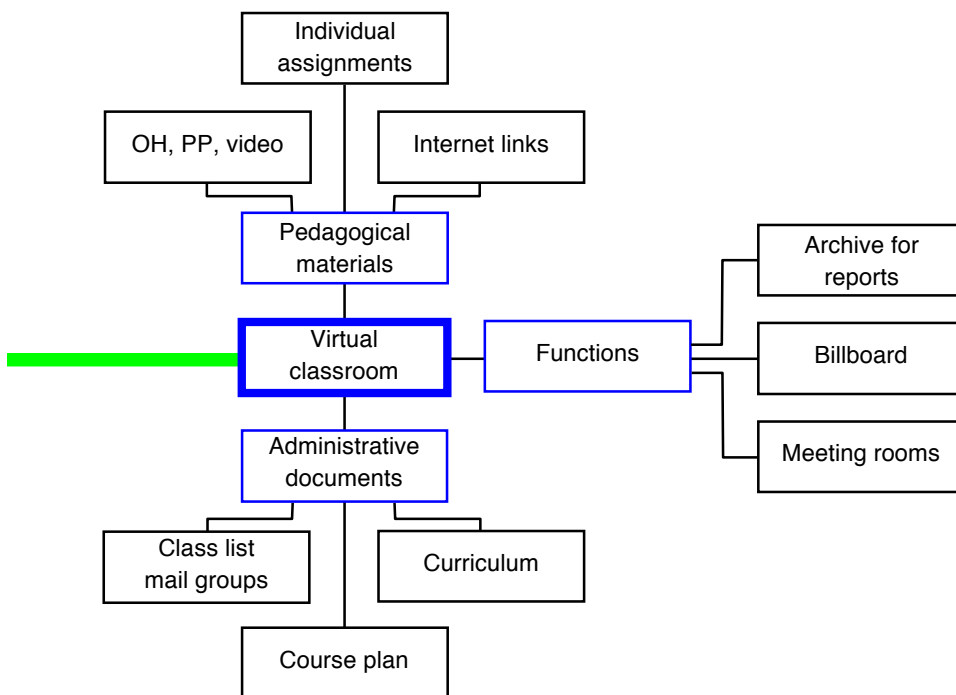 Individual
assignments
OH, PP, video
Internet links
Pedagogical
materials
Archive for
reports
Virtual
classroom
Functions
Billboard
Administrative
documents
Meeting rooms
Class list
mail groups
Curriculum
Course plan